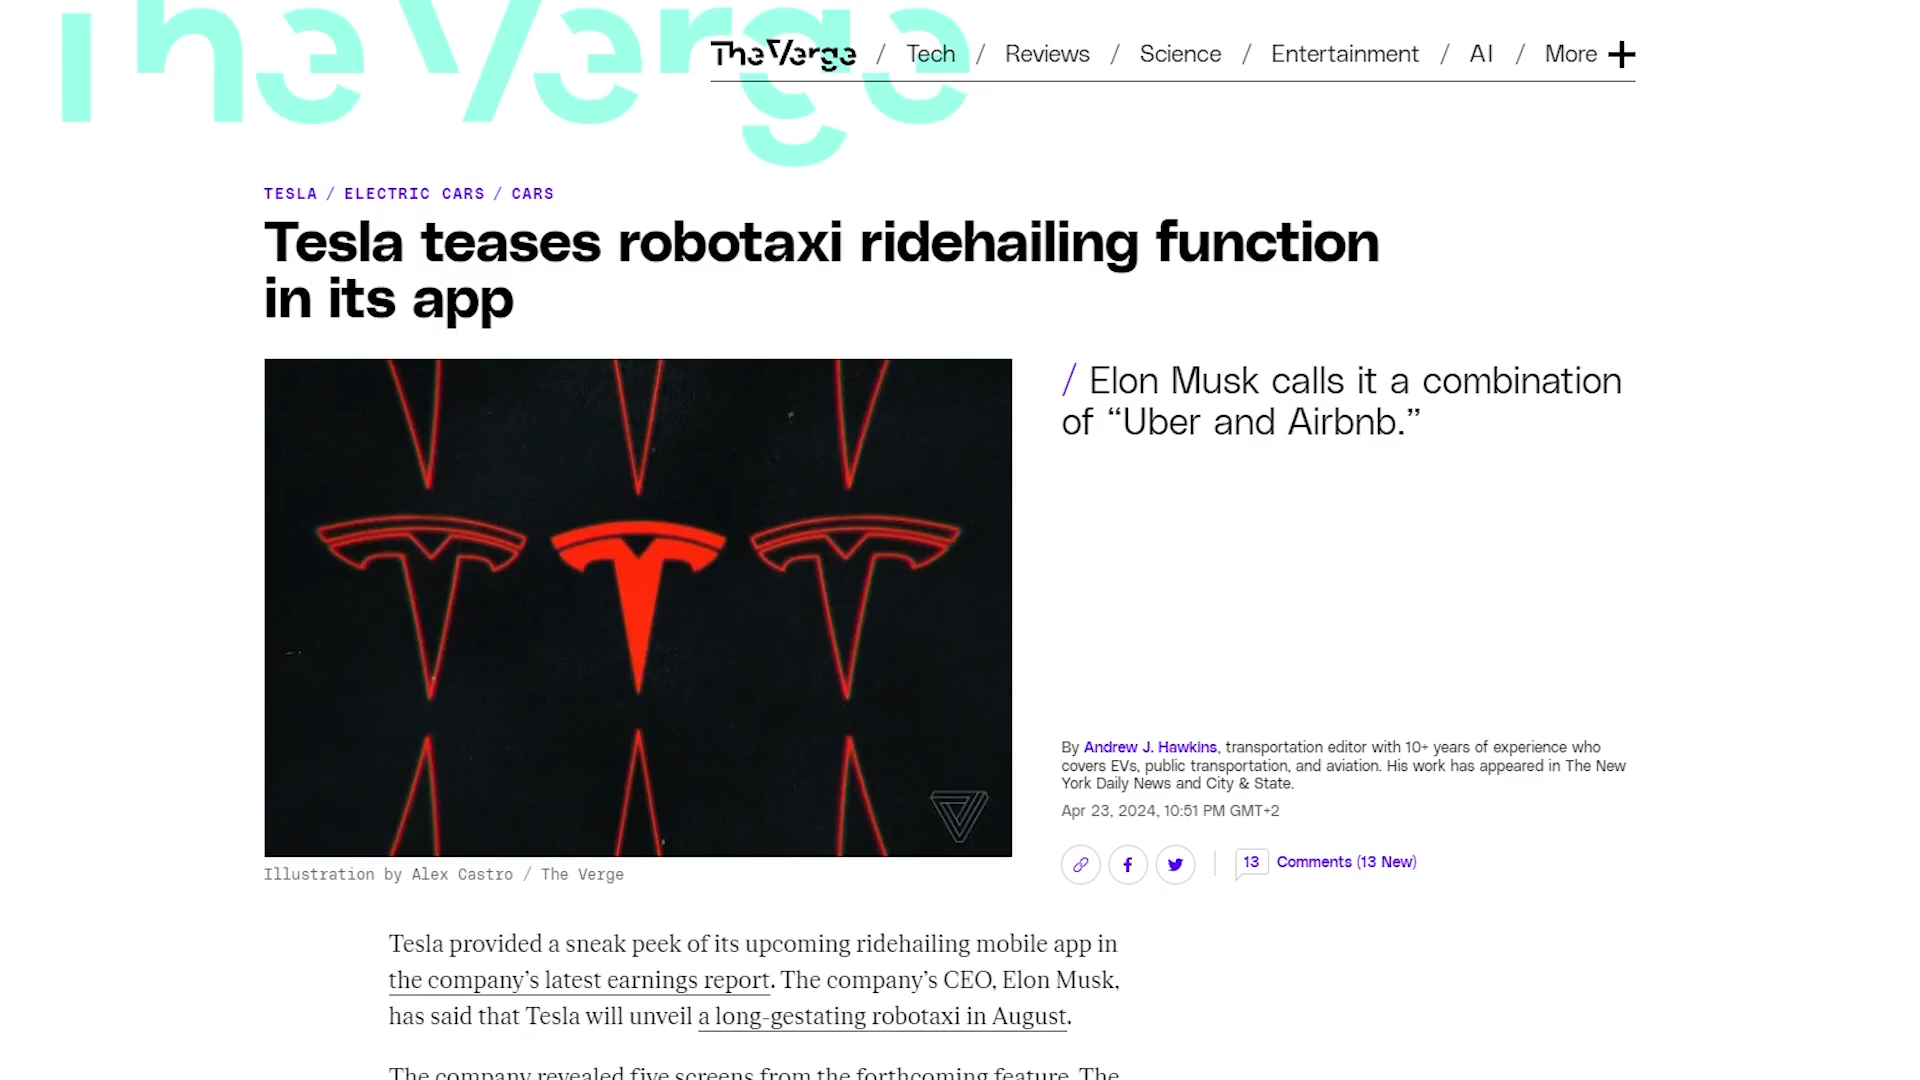 The Verge
The Verge / Tech / Reviews / Science / Entertainment / AI / More +
TESLA / ELECTRIC CARS / CARS
Tesla teases robotaxi ridehailing function
in its app
/ Elon Musk calls it a combination
of “Uber and Airbnb.”
By Andrew J. Hawkins, transportation editor with 10+ years of experience who
covers EVs, public transportation, and aviation. His work has appeared in The New
York Daily News and City & State.
Apr 23, 2024, 10:51 PM GMT+2
13 Comments (13 New)
Illustration by Alex Castro / The Verge
Tesla provided a sneak peek of its upcoming ridehailing mobile app in
the company’s latest earnings report. The company’s CEO, Elon Musk,
has said that Tesla will unveil a long-gestating robotaxi in August.
The company revealed five screens from the forthcoming feature. The